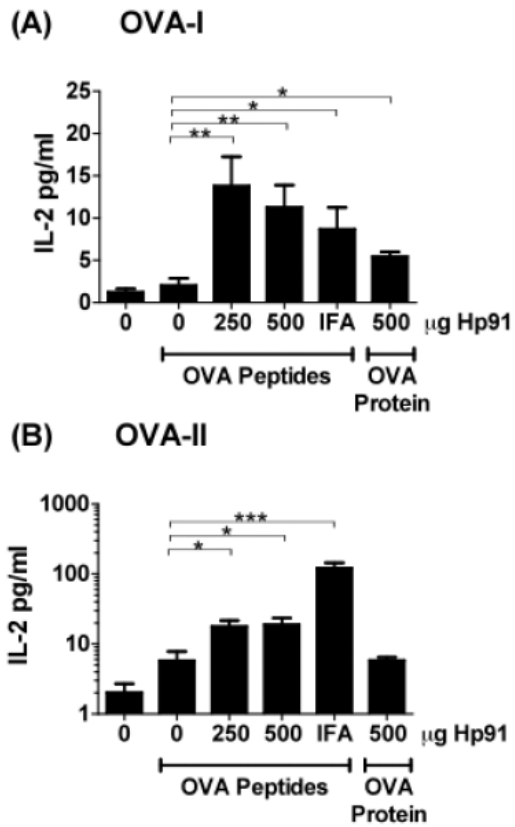 (A) OVA-I
25
20
15
10
5
0
IL-2 pg/ml
*
*
**
**
0 0 250 500 IFA 500 µg Hp91
OVA Peptides OVA
Protein
(B) OVA-II
1000
100
10
1
IL-2 pg/ml
***
*
*
0 0 250 500 IFA 500 µg Hp91
OVA Peptides OVA
Protein